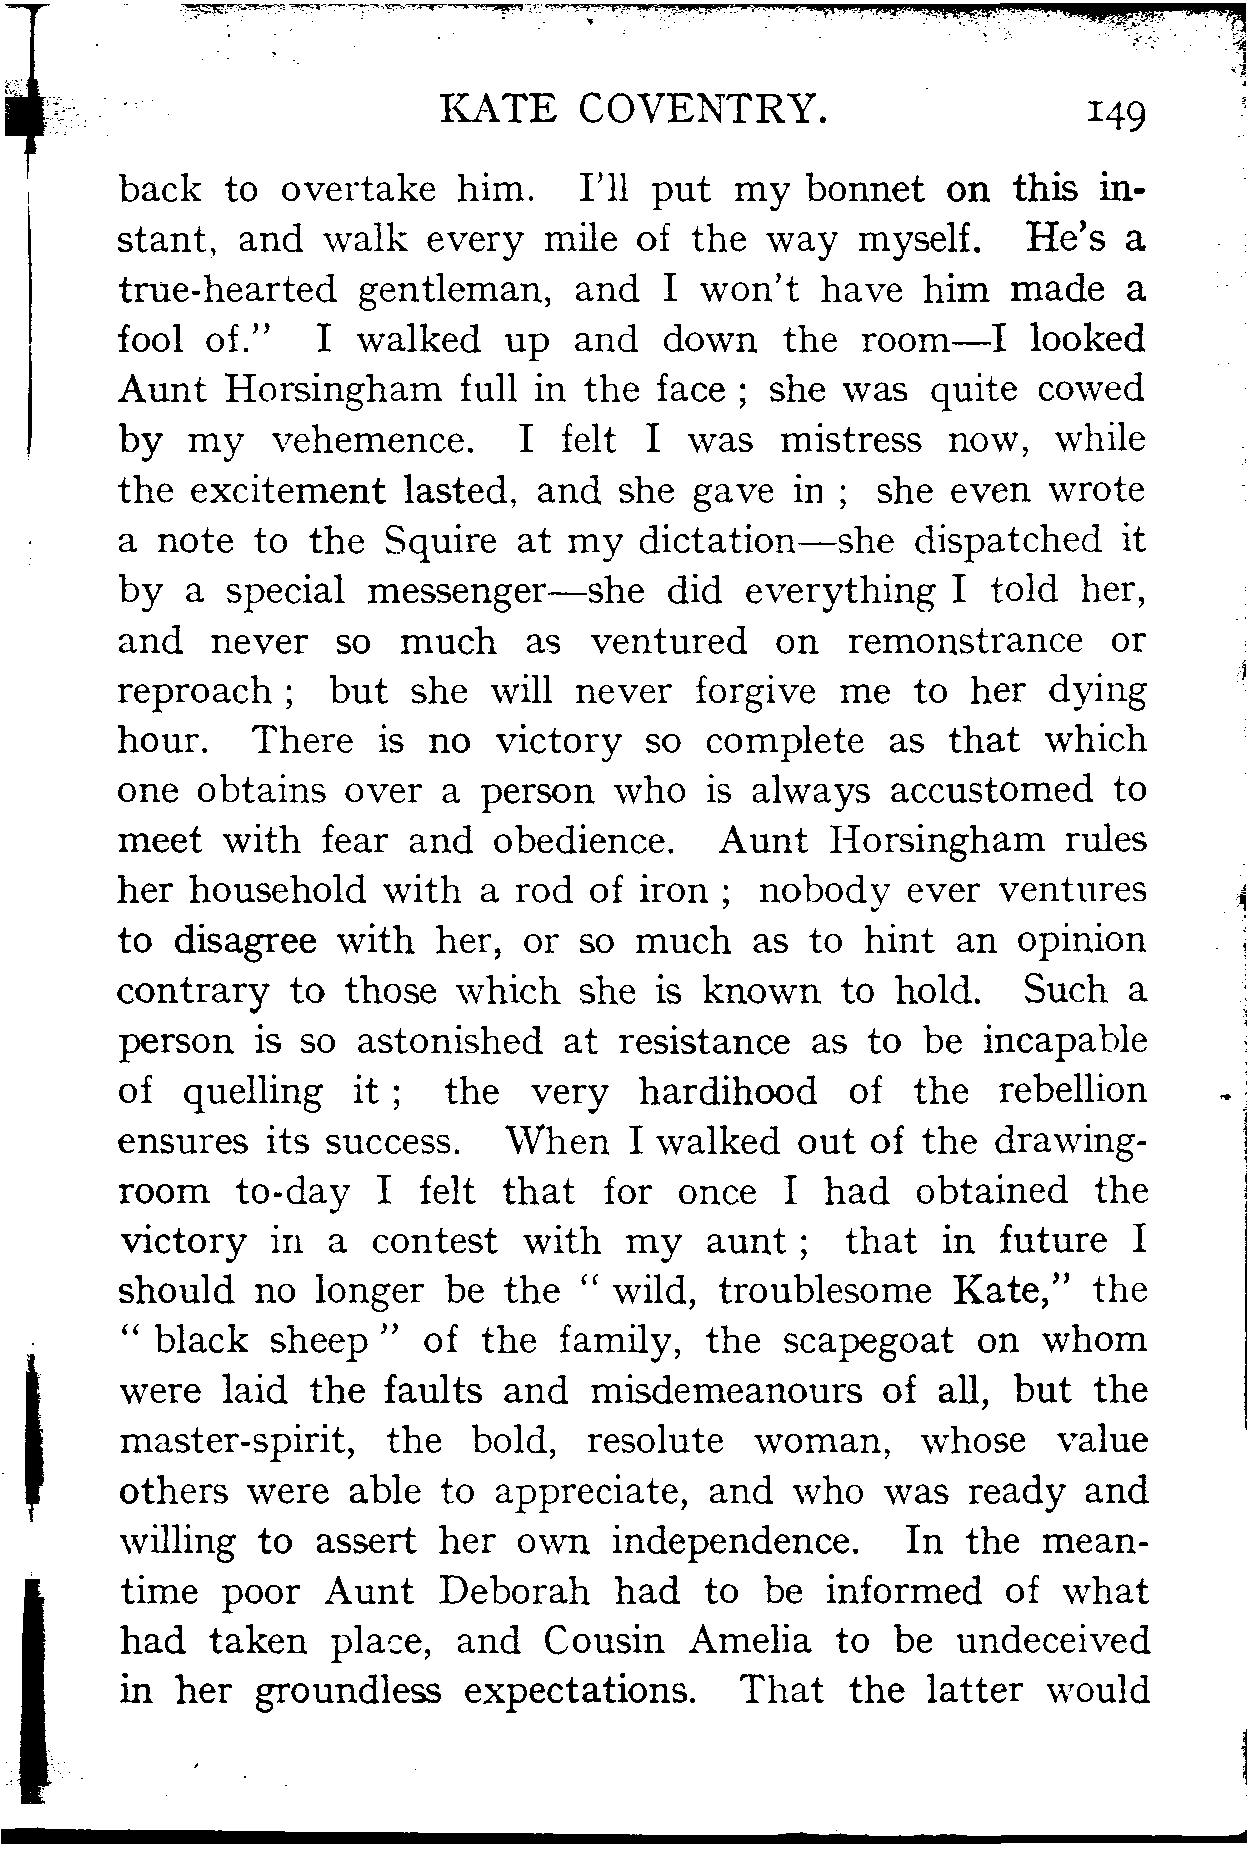 KATE COVENTRY. 149
back to overtake him. I'll put my bonnet on this in-
stant, and walk every mile of the way myself. He's a
true-hearted gentleman, and I won't have him made a
fool of." I walked up and down the room—I looked
Aunt Horsingham full in the face ; she was quite cowed
by my vehemence. I felt I was mistress now, while
the excitement lasted, and she gave in ; she even wrote
a note to the Squire at my dictation—she dispatched it
by a special messenger—she did everything I told her,
and never so much as ventured on remonstrance or
reproach ; but she will never forgive me to her dying
hour. There is no victory so complete as that which
one obtains over a person who is always accustomed to
meet with fear and obedience. Aunt Horsingham rules
her household with a rod of iron ; nobody ever ventures
to disagree with her, or so much as to hint an opinion
contrary to those which she is known to hold. Such a
person is so astonished at resistance as to be incapable
of quelling it ; the very hardihood of the rebellion
ensures its success. When I walked out of the drawing-
room to-day I felt that for once I had obtained the
victory in a contest with my aunt ; that in future I
should no longer be the " wild, troublesome Kate," the
" black sheep " of the family, the scapegoat on whom
were laid the faults and misdemeanours of all, but the
master-spirit, the bold, resolute woman, whose value
others were able to appreciate, and who was ready and
willing to assert her own independence. In the mean-
time poor Aunt Deborah had to be informed of what
had taken place, and Cousin Amelia to be undeceived
in her groundless expectations. That the latter would